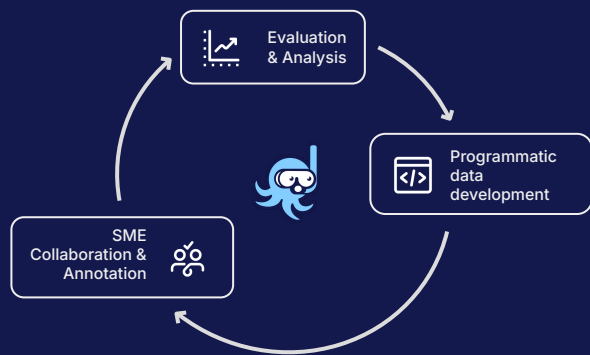 Evaluation
& Analysis
Programmatic
data
development
SME
Collaboration &
Annotation